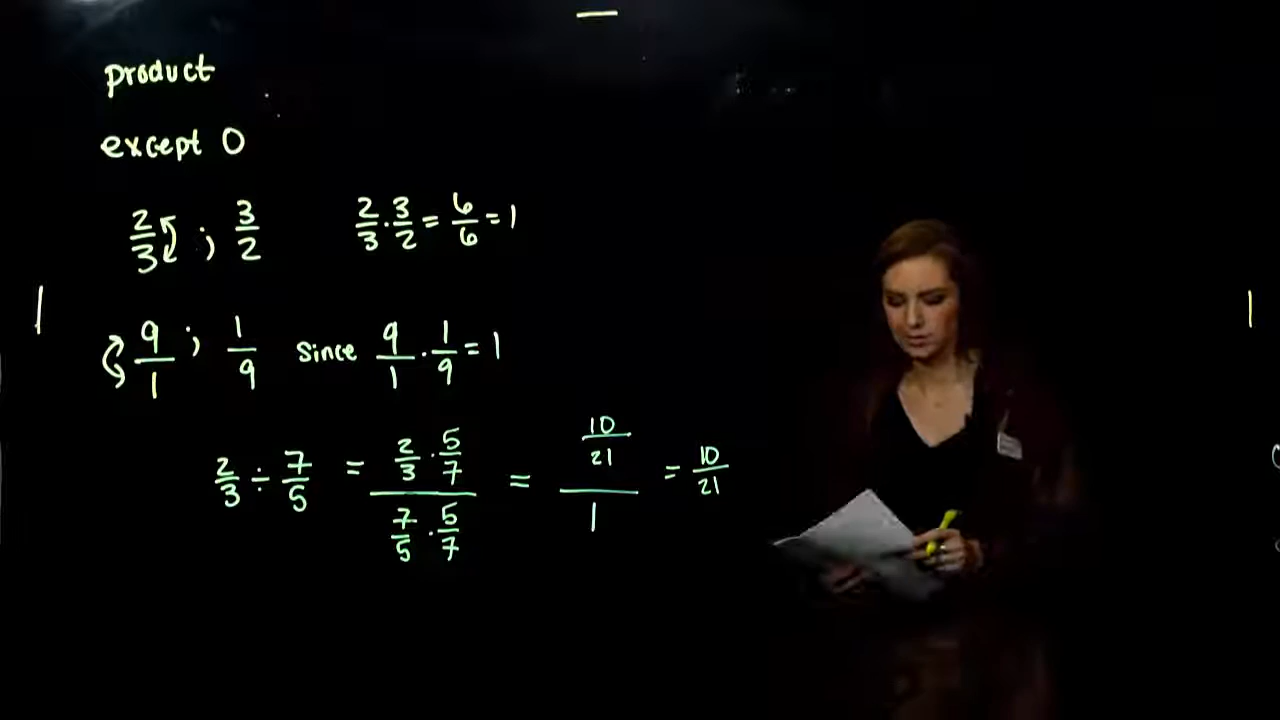 product
except 0
2/3 ; 3/2 2/3 · 3/2 = 6/6 = 1
9/1 ; 1/9 since 9/1 · 1/9 = 1
2/3 ÷ 7/5 = (2/3 · 5/7)/(7/5 · 5/7) = (10/21)/1 = 10/21